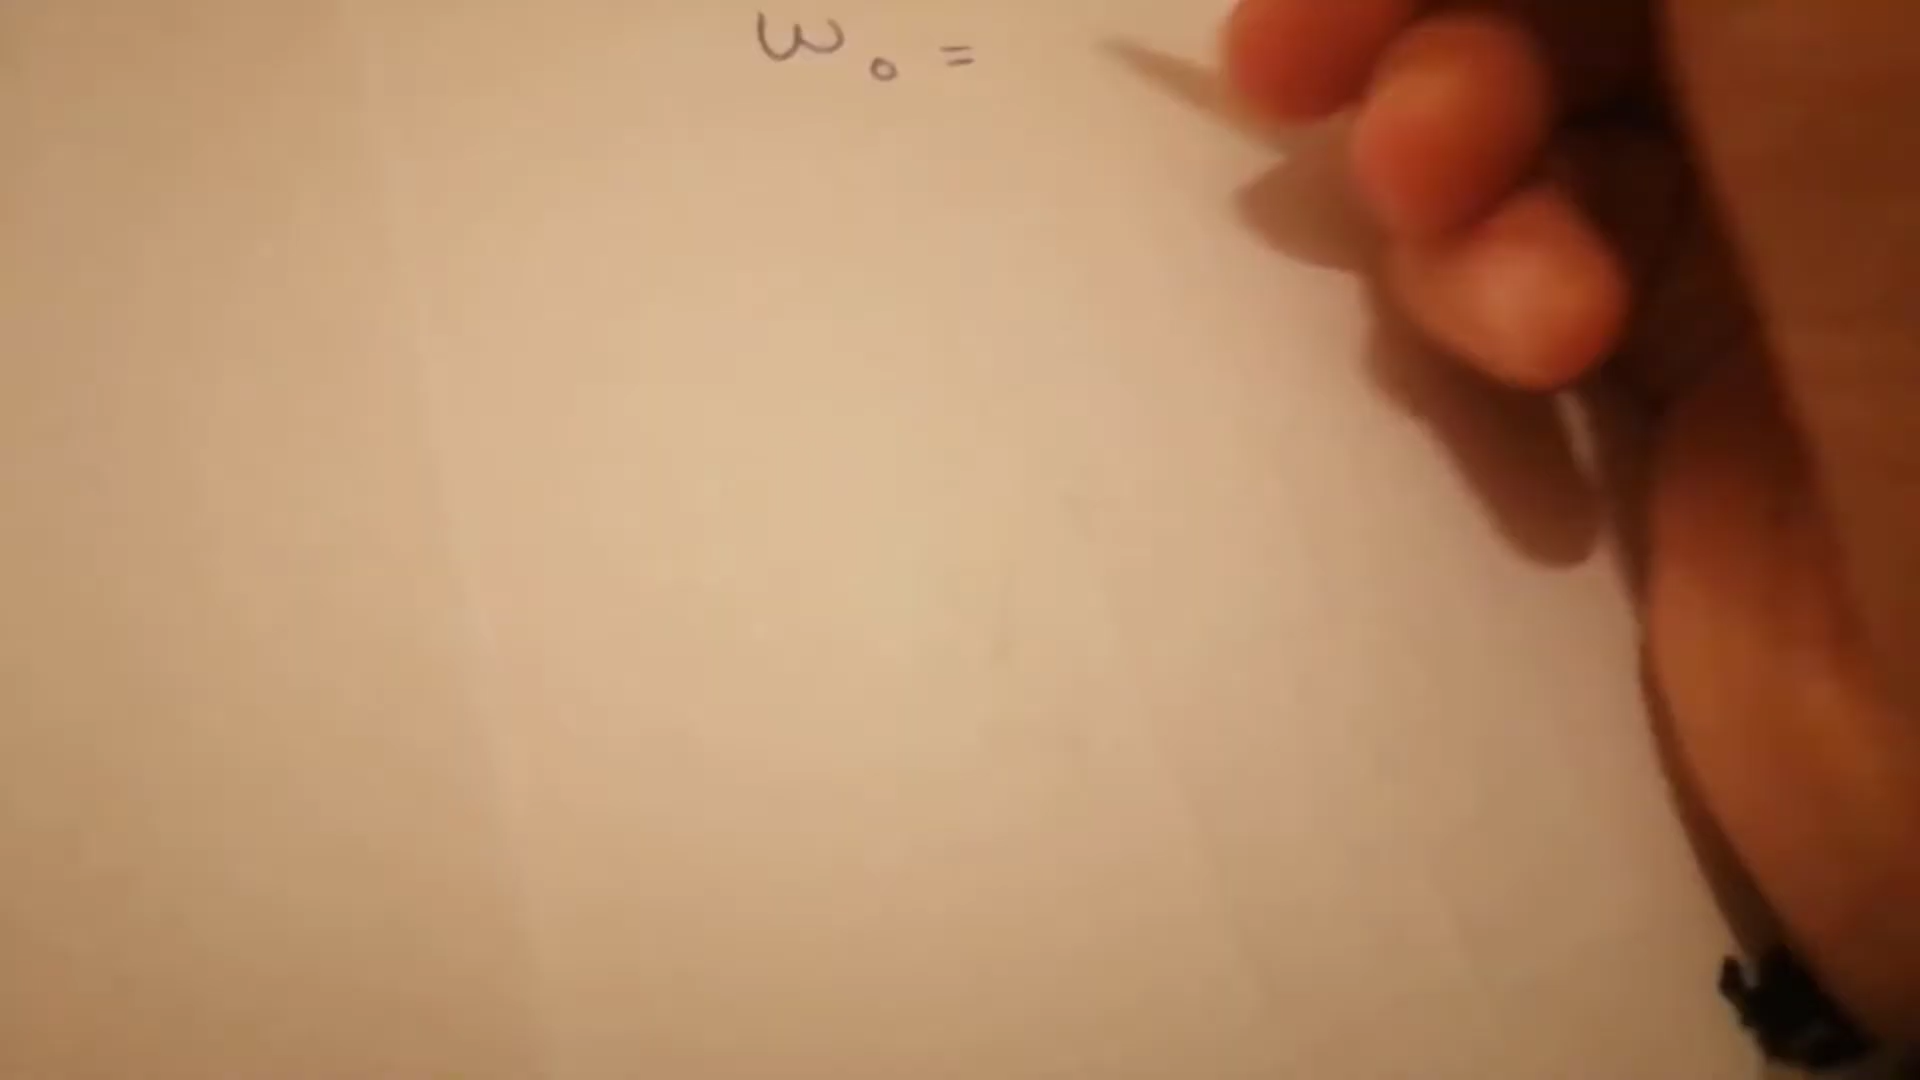 ω₀ =